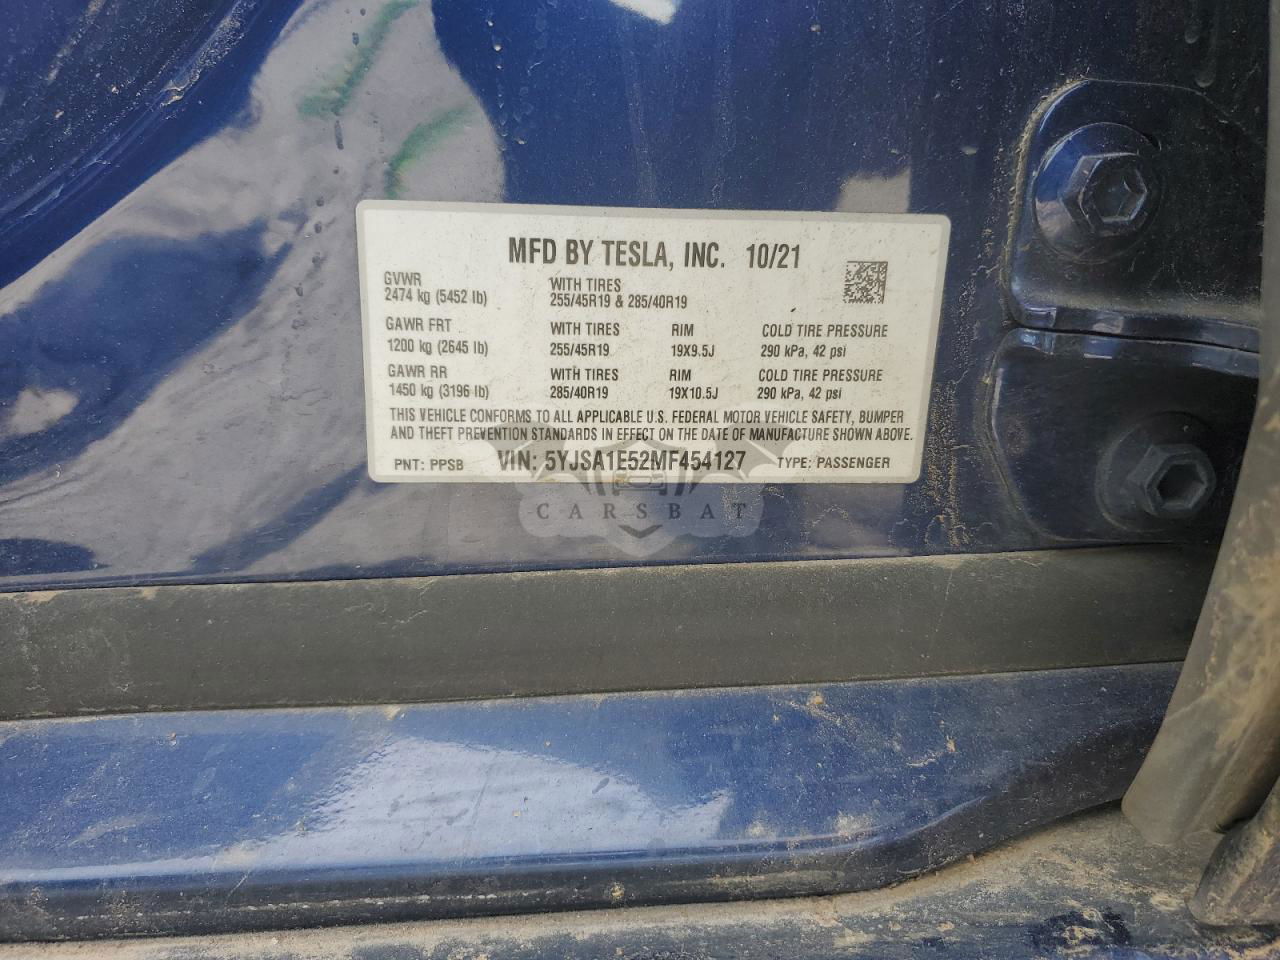 MFD BY TESLA, INC. 10/21
GVWR WITH TIRES
2474 kg (5452 lb) 255/45R19 & 285/40R19
GAWR FRT WITH TIRES RIM COLD TIRE PRESSURE
1200 kg (2645 lb) 255/45R19 19X9.5J 290 kPa, 42 psi
GAWR RR WITH TIRES RIM COLD TIRE PRESSURE
1450 kg (3196 lb) 285/40R19 19X10.5J 290 kPa, 42 psi
THIS VEHICLE CONFORMS TO ALL APPLICABLE U.S. FEDERAL MOTOR VEHICLE SAFETY, BUMPER
AND THEFT PREVENTION STANDARDS IN EFFECT ON THE DATE OF MANUFACTURE SHOWN ABOVE.
PNT: PPSB VIN: 5YJSA1E52MF454127 TYPE: PASSENGER
CARSBAT